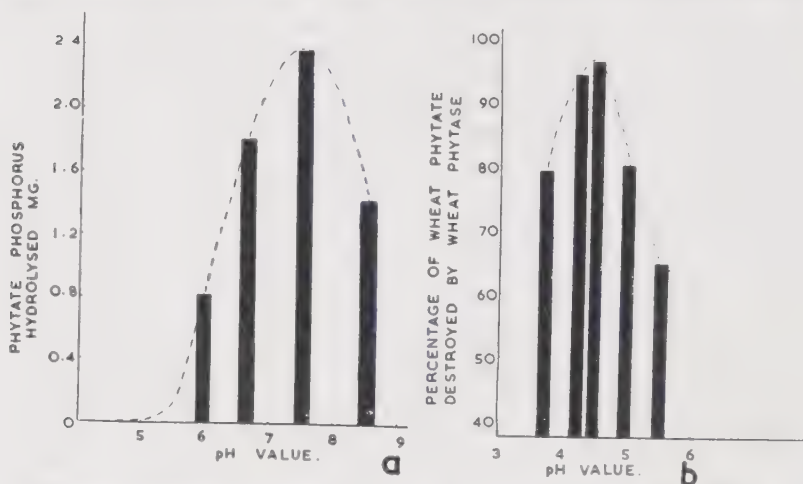 PHYTATE PHOSPHORUS
HYDROLYSED MG.
2.4
2.0
1.6
1.2
0.8
0.4
0
5 6 7 8 9
pH VALUE.
a
PERCENTAGE OF WHEAT PHYTATE
DESTROYED BY WHEAT PHYTASE
100
90
80
70
60
50
40
3 4 5 6
pH VALUE.
b